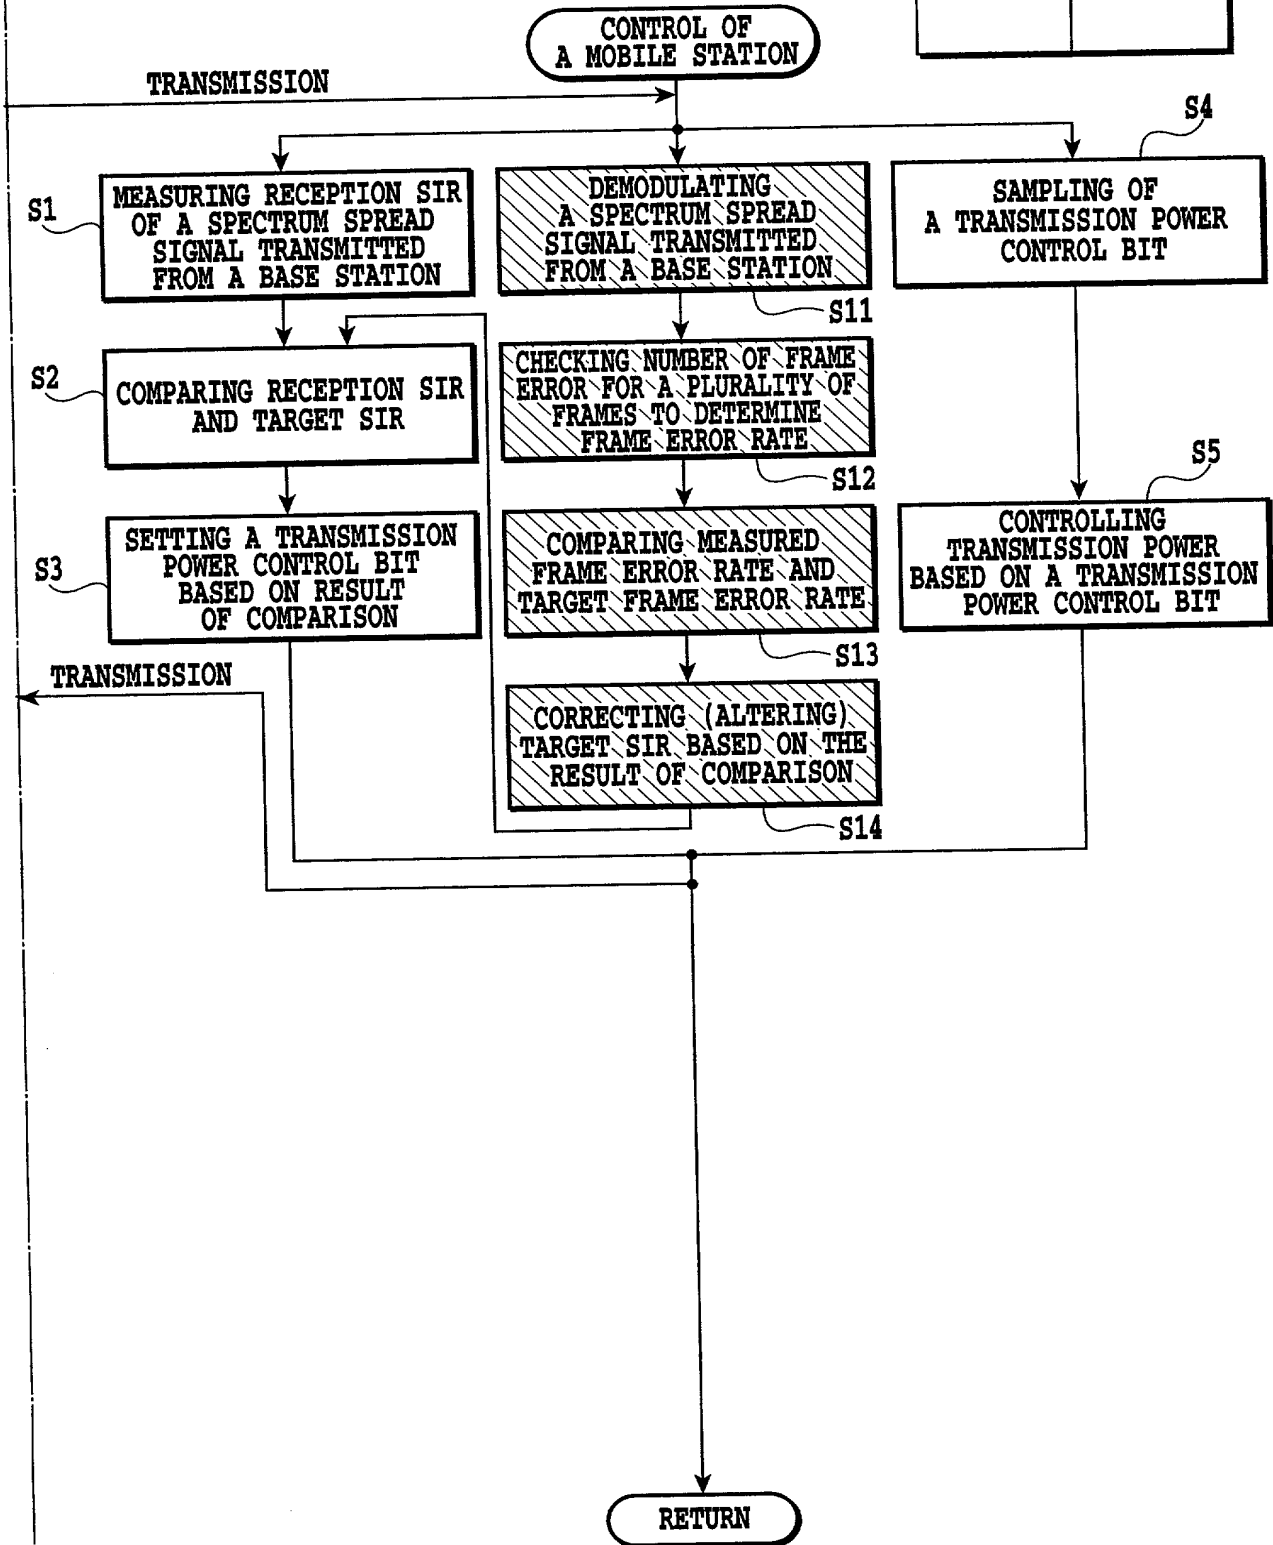 CONTROL OF
A MOBILE STATION
TRANSMISSION
S4
S1
MEASURING RECEPTION SIR
OF A SPECTRUM SPREAD
SIGNAL TRANSMITTED
FROM A BASE STATION
DEMODULATING
A SPECTRUM SPREAD
SIGNAL TRANSMITTED
FROM A BASE STATION
S11
SAMPLING OF
A TRANSMISSION POWER
CONTROL BIT
S2
COMPARING RECEPTION SIR
AND TARGET SIR
CHECKING NUMBER OF FRAME
ERROR FOR A PLURALITY OF
FRAMES TO DETERMINE
FRAME ERROR RATE
S12
S5
S3
SETTING A TRANSMISSION
POWER CONTROL BIT
BASED ON RESULT
OF COMPARISON
COMPARING MEASURED
FRAME ERROR RATE AND
TARGET FRAME ERROR RATE
S13
CONTROLLING
TRANSMISSION POWER
BASED ON A TRANSMISSION
POWER CONTROL BIT
TRANSMISSION
CORRECTING (ALTERING)
TARGET SIR BASED ON THE
RESULT OF COMPARISON
S14
RETURN